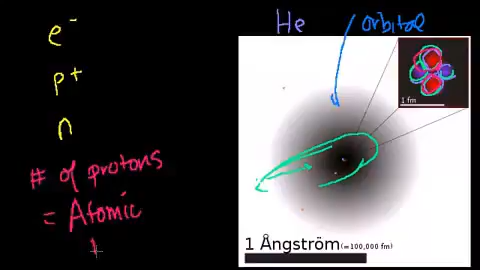 e-
p+
n
# of protons
= Atomic
He
orbital
1 fm
1 Ångström (=100,000 fm)